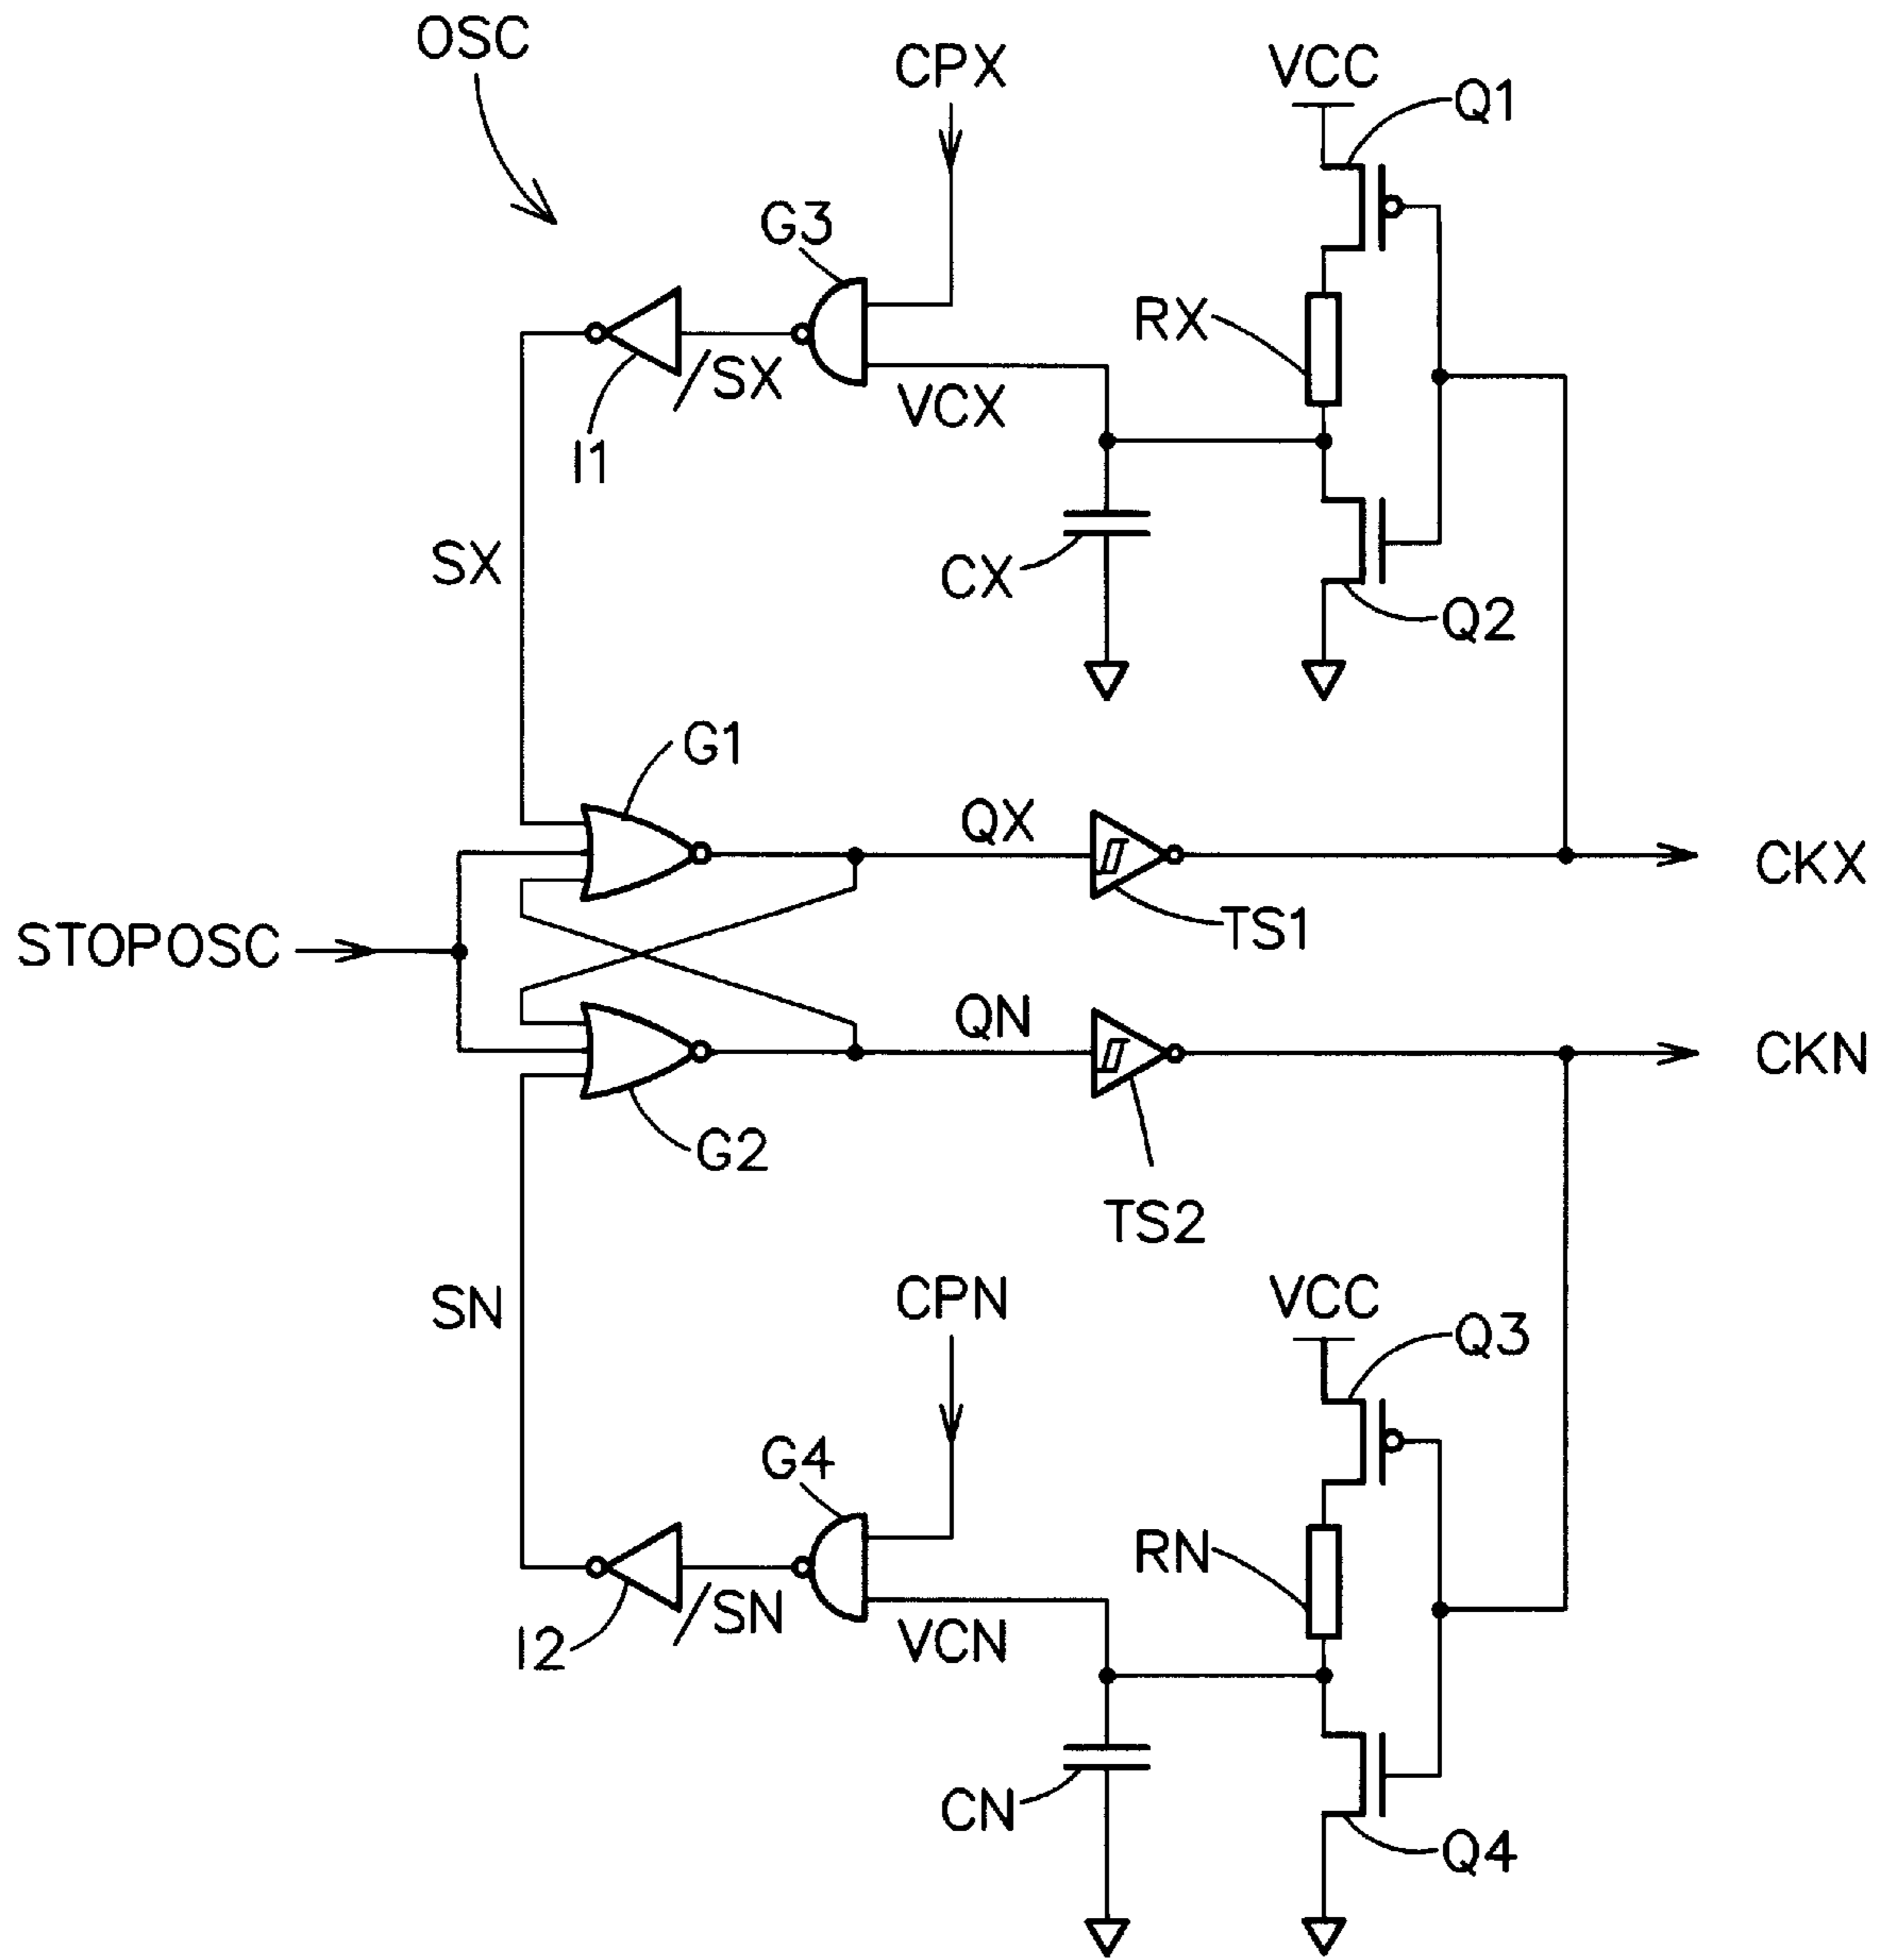 OSC
CPX
VCC
Q1
G3
RX
/SX
VCX
I1
SX
CX
Q2
G1
QX
CKX
TS1
STOPOSC
QN
CKN
G2
TS2
SN
CPN
VCC
Q3
G4
RN
/SN
VCN
I2
CN
Q4